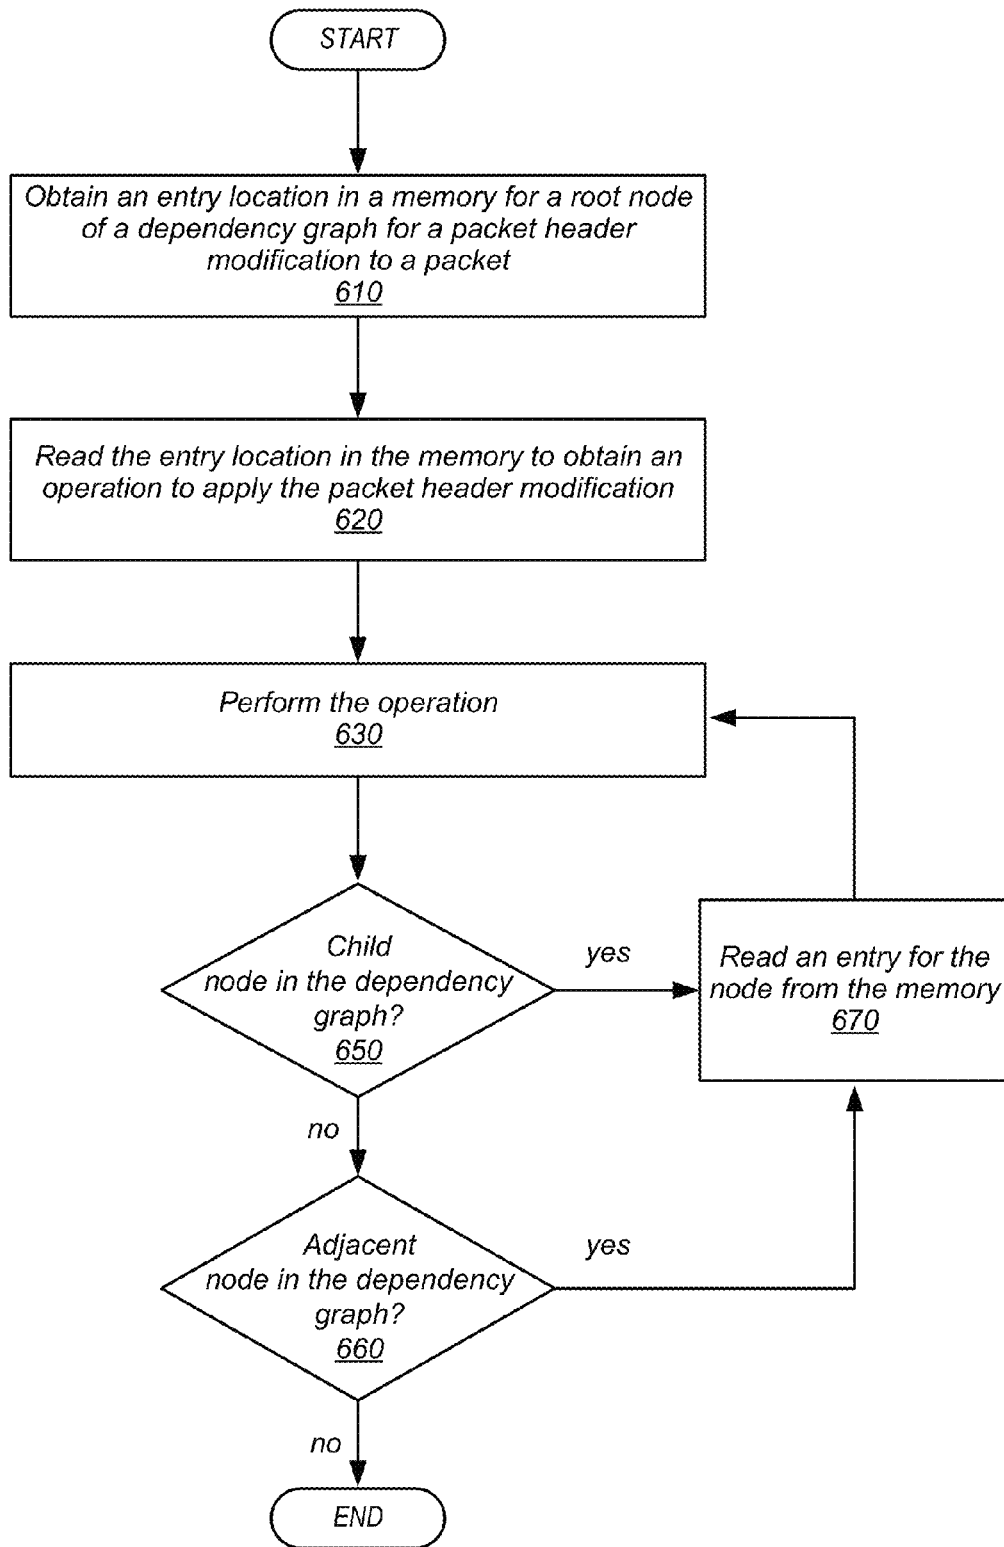 START
Obtain an entry location in a memory for a root node
of a dependency graph for a packet header
modification to a packet
610
Read the entry location in the memory to obtain an
operation to apply the packet header modification
620
Perform the operation
630
Child
node in the dependency
graph?
650
yes
Read an entry for the
node from the memory
670
no
Adjacent
node in the dependency
graph?
660
yes
no
END